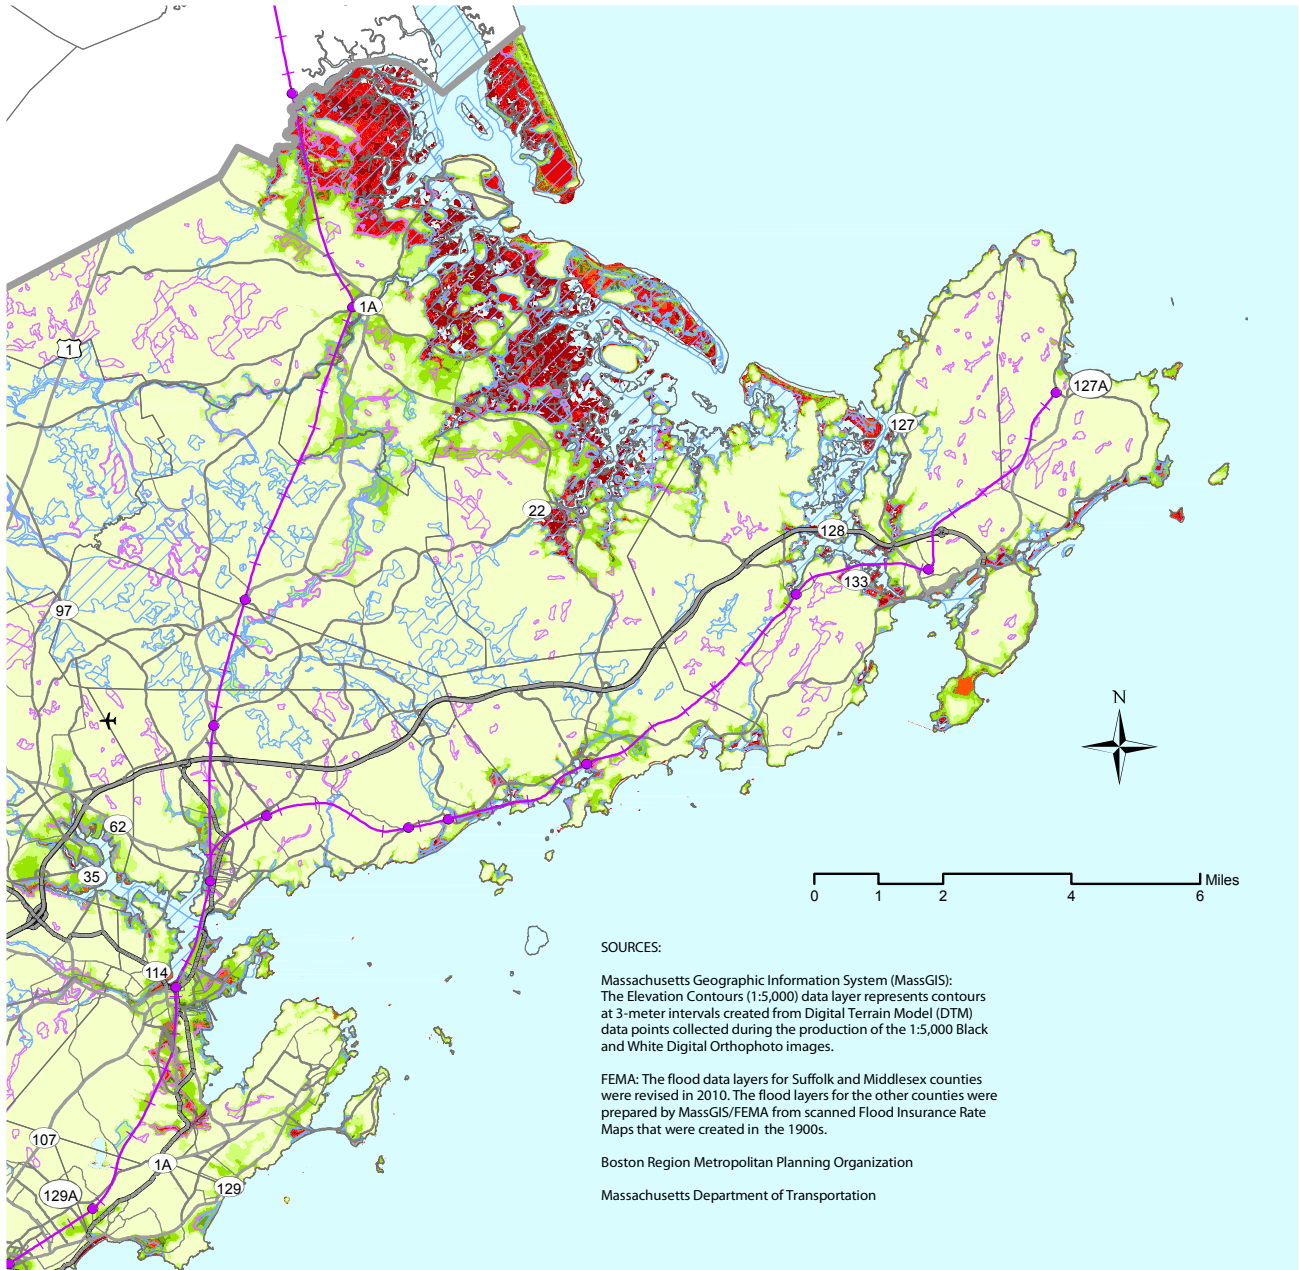 1A
1
127A
127
22
128
133
97
N
62
35
Miles
0
1
2
4
6
114
SOURCES:
Massachusetts Geographic Information System (MassGIS):
The Elevation Contours (1:5,000) data layer represents contours
at 3-meter intervals created from Digital Terrain Model (DTM)
data points collected during the production of the 1:5,000 Black
and White Digital Orthophoto images.
FEMA: The flood data layers for Suffolk and Middlesex counties
were revised in 2010. The flood layers for the other counties were
prepared by MassGIS/FEMA from scanned Flood Insurance Rate
Maps that were created in the 1900s.
Boston Region Metropolitan Planning Organization
Massachusetts Department of Transportation
107
1A
129A
129